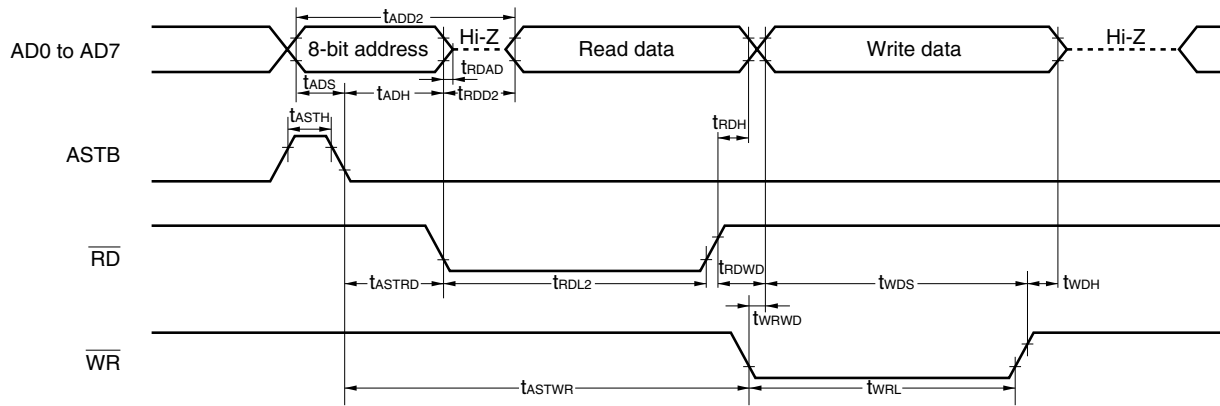 tADD2
AD0 to AD7 8-bit address Hi-Z Read data Write data Hi-Z
tRDAD
tADS tADH tRDD2
tASTH tRDH
ASTB
RD
tASTRD tRDL2 tRDWD tWDS tWDH
tWRWD
WR
tASTWR tWRL